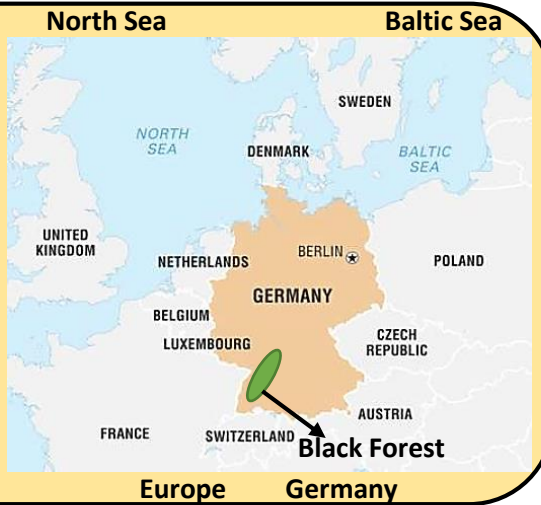 North Sea Baltic Sea
SWEDEN
NORTH
SEA
DENMARK
BALTIC
SEA
UNITED
KINGDOM
NETHERLANDS
BERLIN
POLAND
GERMANY
BELGIUM
LUXEMBOURG
CZECH
REPUBLIC
AUSTRIA
FRANCE
SWITZERLAND
Black Forest
Europe Germany